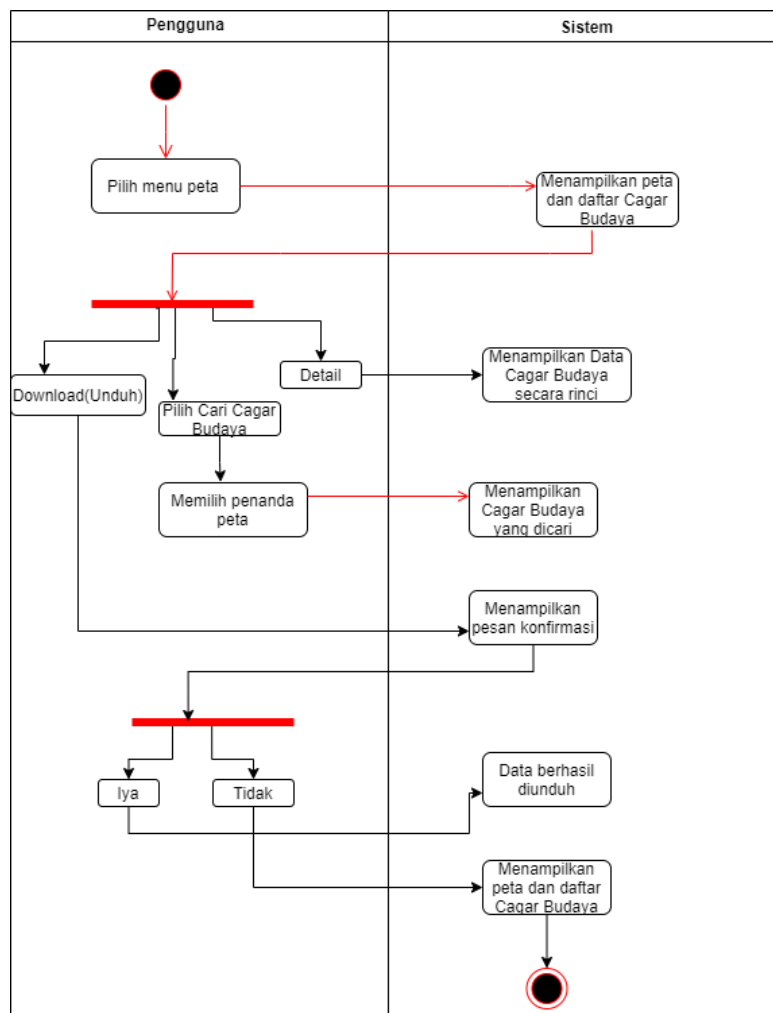 Pengguna
Sistem
Pilih menu peta
Menampilkan peta
dan daftar Cagar
Budaya
Download(Unduh)
Pilih Cari Cagar
Budaya
Detail
Menampilkan Data
Cagar Budaya
secara rinci
Memilih penanda
peta
Menampilkan
Cagar Budaya
yang dicari
Menampilkan
pesan konfirmasi
Iya
Tidak
Data berhasil
diunduh
Menampilkan
peta dan daftar
Cagar Budaya